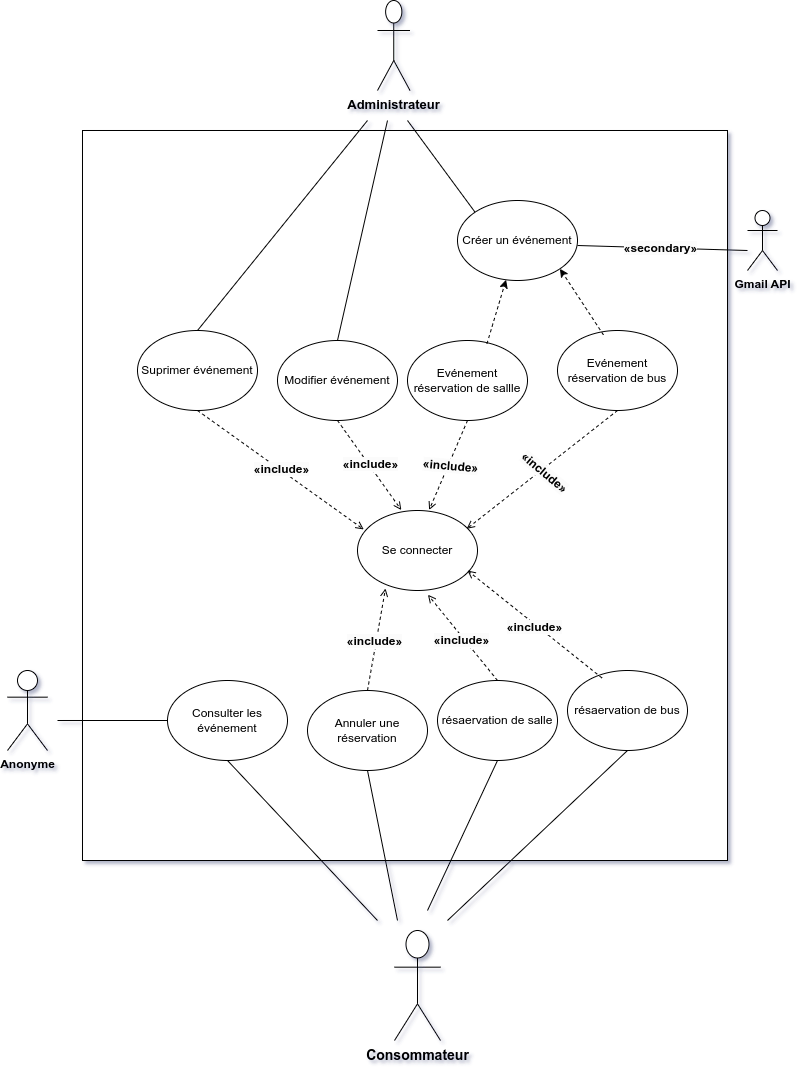 Administrateur
Créer un événement
«secondary»
Gmail API
Suprimer événement
Modifier événement
Evénement
réservation de sallle
Evénement
réservation de bus
«include»
«include»
«include»
«include»
Se connecter
«include»
«include»
«include»
Consulter les
événement
Annuler une
réservation
résaervation de salle
résaervation de bus
Anonyme
Consommateur